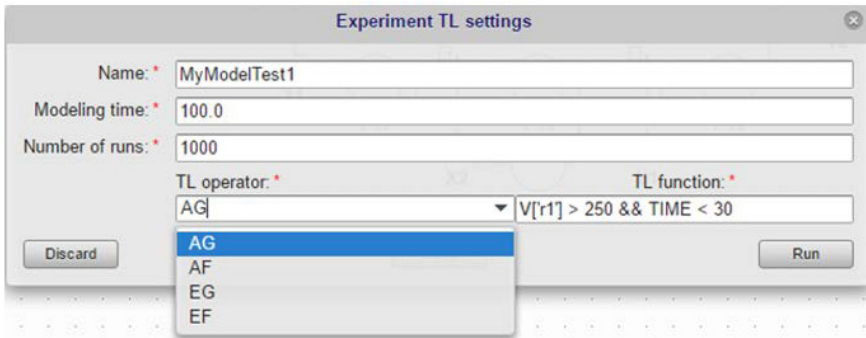 Experiment TL settings
Name: * MyModelTest1
Modeling time: * 100.0
Number of runs: * 1000
TL operator: * TL function: *
AG V['r1'] > 250 && TIME < 30
AG
Discard Run
AF
EG
EF